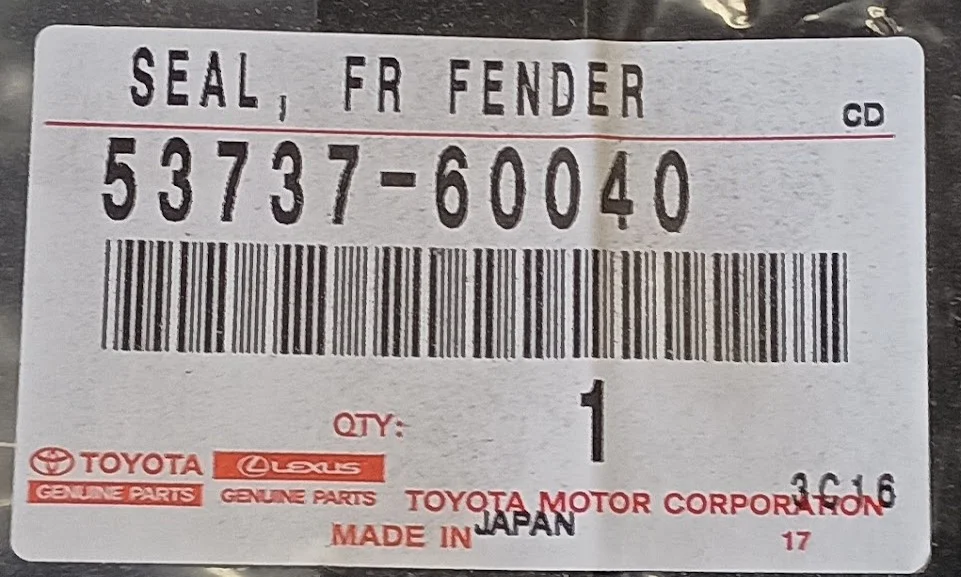 SEAL, FR FENDER
CD
53737-60040
QTY: 1
TOYOTA LEXUS
GENUINE PARTS GENUINE PARTS TOYOTA MOTOR CORPORATION 3C16
MADE IN JAPAN 17